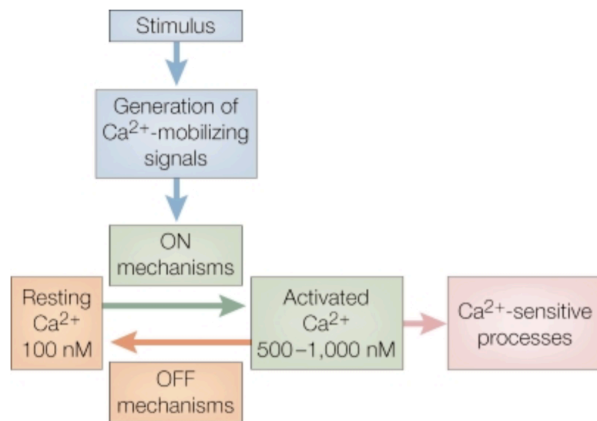 Stimulus
Generation of
Ca²⁺-mobilizing
signals
ON
mechanisms
Resting
Ca²⁺
100 nM
Activated
Ca²⁺
500–1,000 nM
Ca²⁺-sensitive
processes
OFF
mechanisms